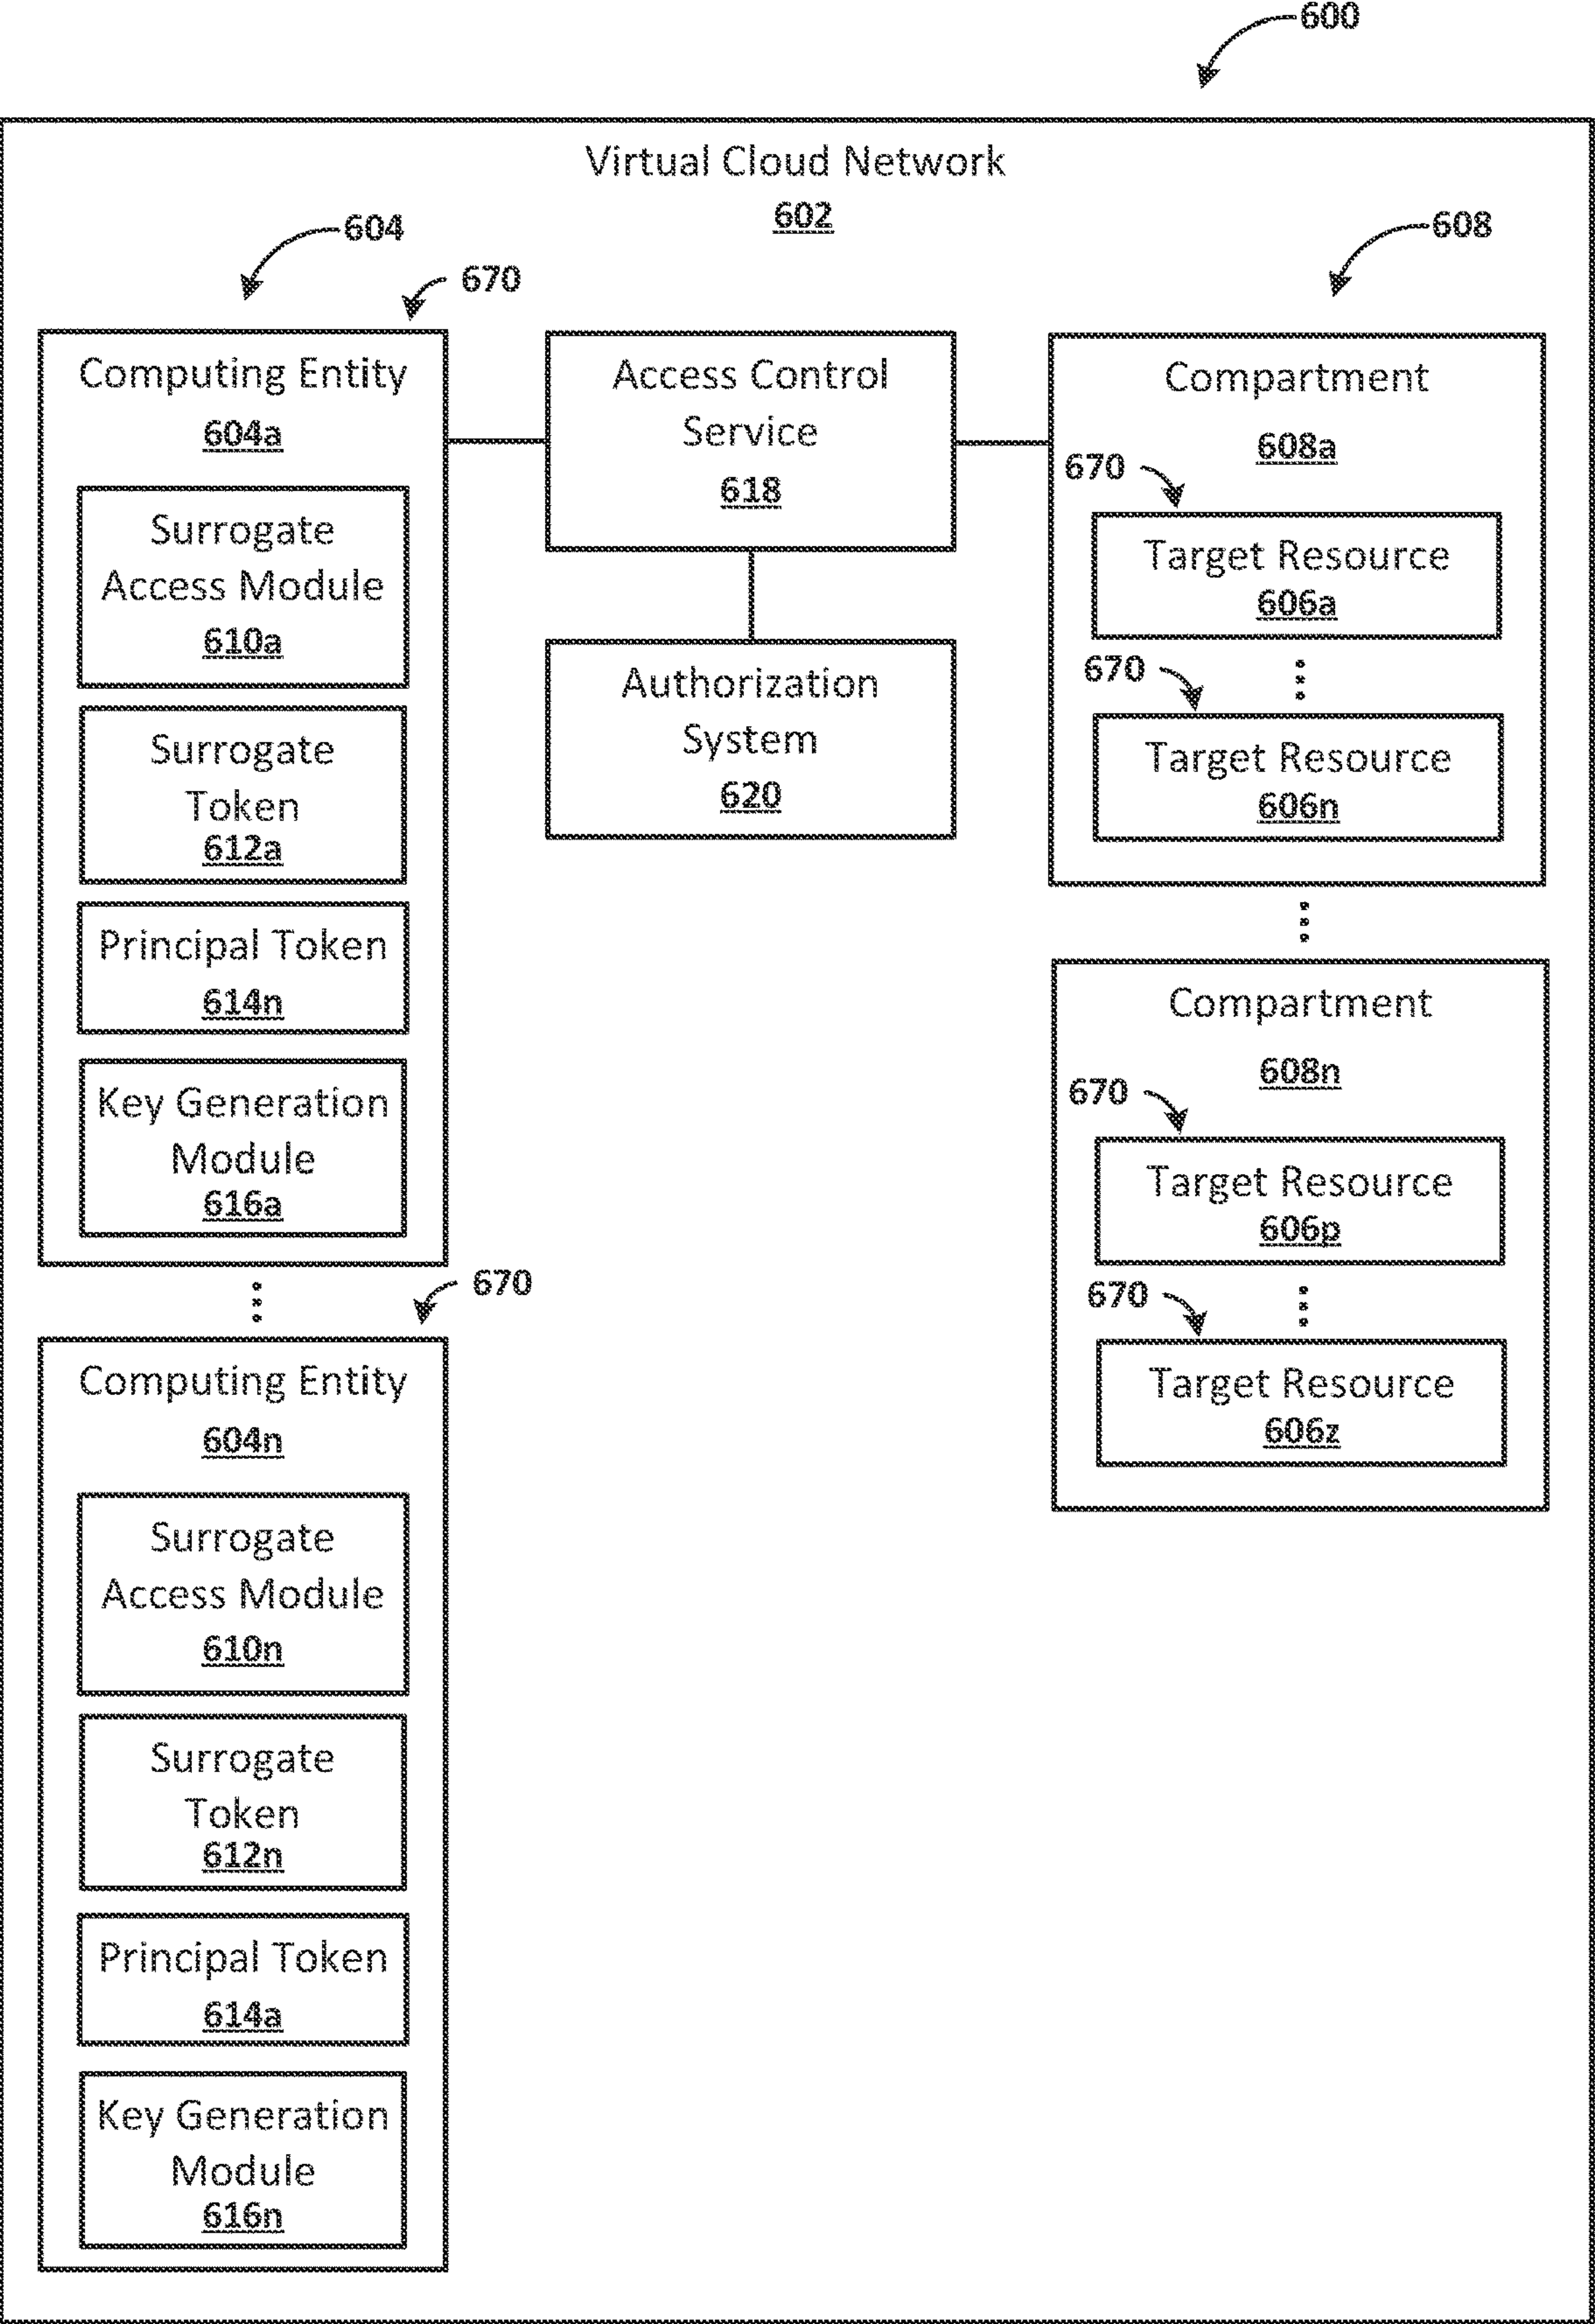 600
Virtual Cloud Network
602
604
670
Computing Entity
604a
Surrogate
Access Module
610a
Surrogate
Token
612a
Principal Token
614n
Key Generation
Module
616a
670
Computing Entity
604n
Surrogate
Access Module
610n
Surrogate
Token
612n
Principal Token
614a
Key Generation
Module
616n
Access Control
Service
618
Authorization
System
620
608
Compartment
608a
670
Target Resource
606a
670
Target Resource
606n
Compartment
608n
670
Target Resource
606p
670
Target Resource
606z